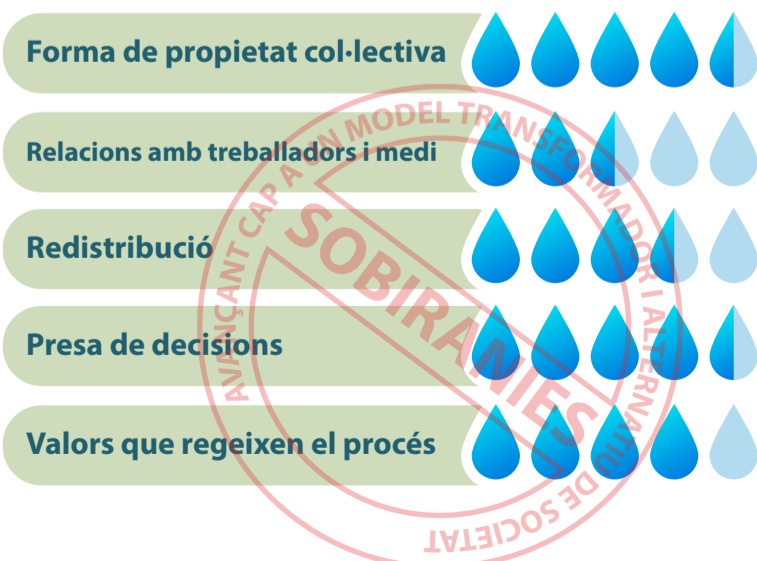 Forma de propietat col·lectiva
Relacions amb treballadors i medi
Redistribució
Presa de decisions
Valors que regeixen el procés
AVANÇANT CAP A UN MODEL TRANSFORMADOR I ALTERNATIU DE SOCIETAT
SOBIRANIES